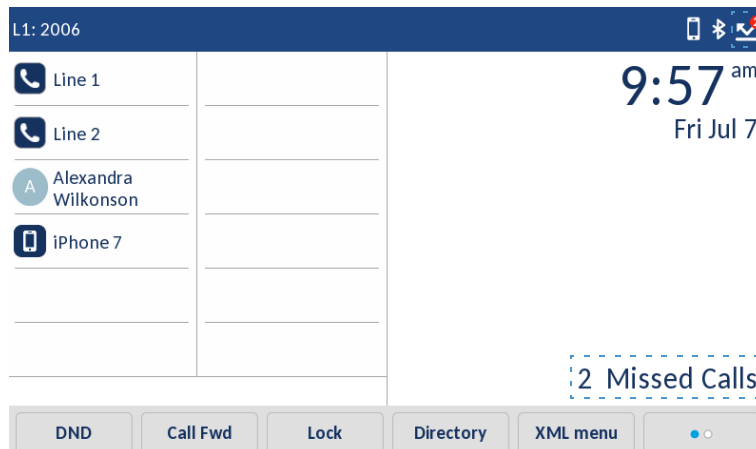 L1: 2006
Line 1
Line 2
A
Alexandra
Wilkonson
iPhone 7
9:57 am
Fri Jul 7
2 Missed Calls
DND
Call Fwd
Lock
Directory
XML menu